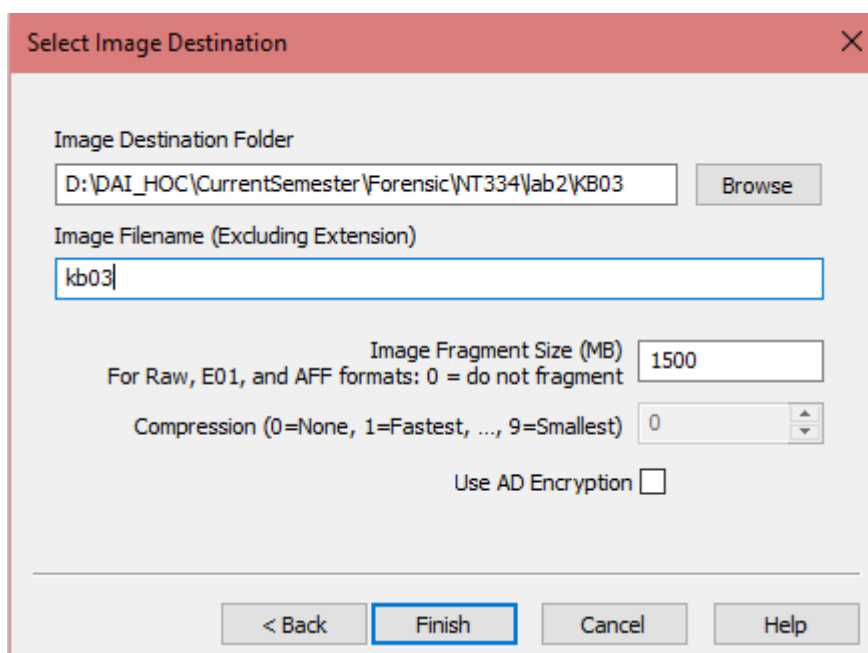 Select Image Destination
Image Destination Folder
D:\DAI_HOC\CurrentSemester\Forensic\NT334\lab2\KB03
Browse
Image Filename (Excluding Extension)
kb03
Image Fragment Size (MB)
For Raw, E01, and AFF formats: 0 = do not fragment
1500
Compression (0=None, 1=Fastest, ..., 9=Smallest)
0
Use AD Encryption
< Back
Finish
Cancel
Help